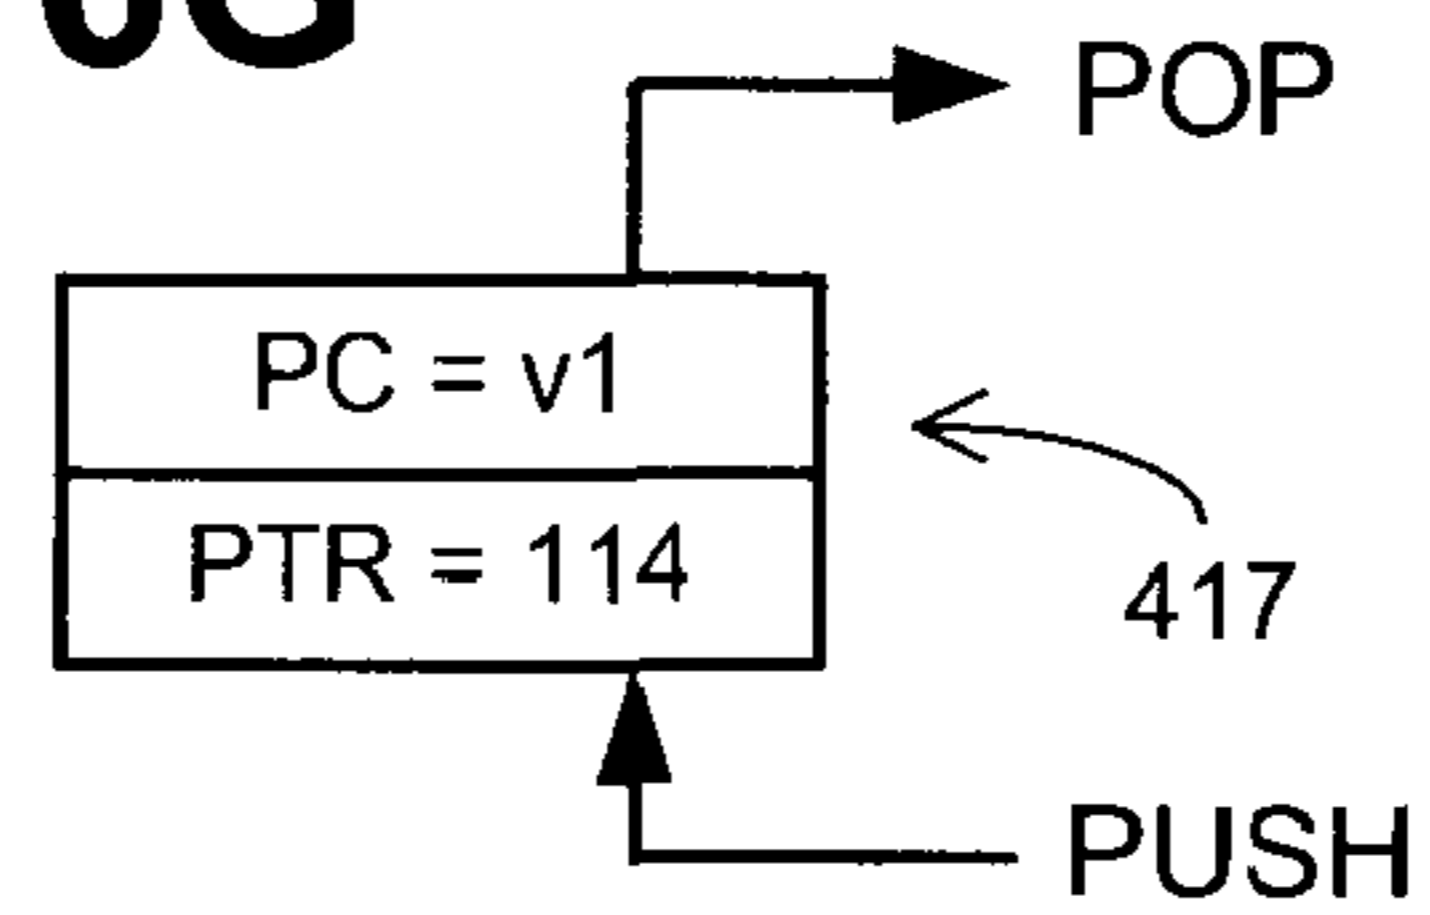 POP
PC = v1
PTR = 114
417
PUSH